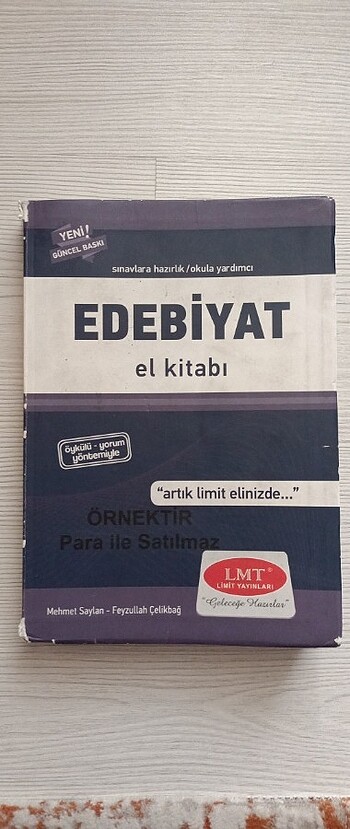 YENİ!
GÜNCEL BASKI
sınavlara hazırlık/okula yardımcı
EDEBİYAT
el kitabı
öykülü - yorum
yöntemiyle
“artık limit elinizde...”
ÖRNEKTİR
Para ile Satılmaz
LMT®
LİMİT YAYINLARI
"Geleceğe Hazırlar"
Mehmet Saylan - Feyzullah Çelikbağ